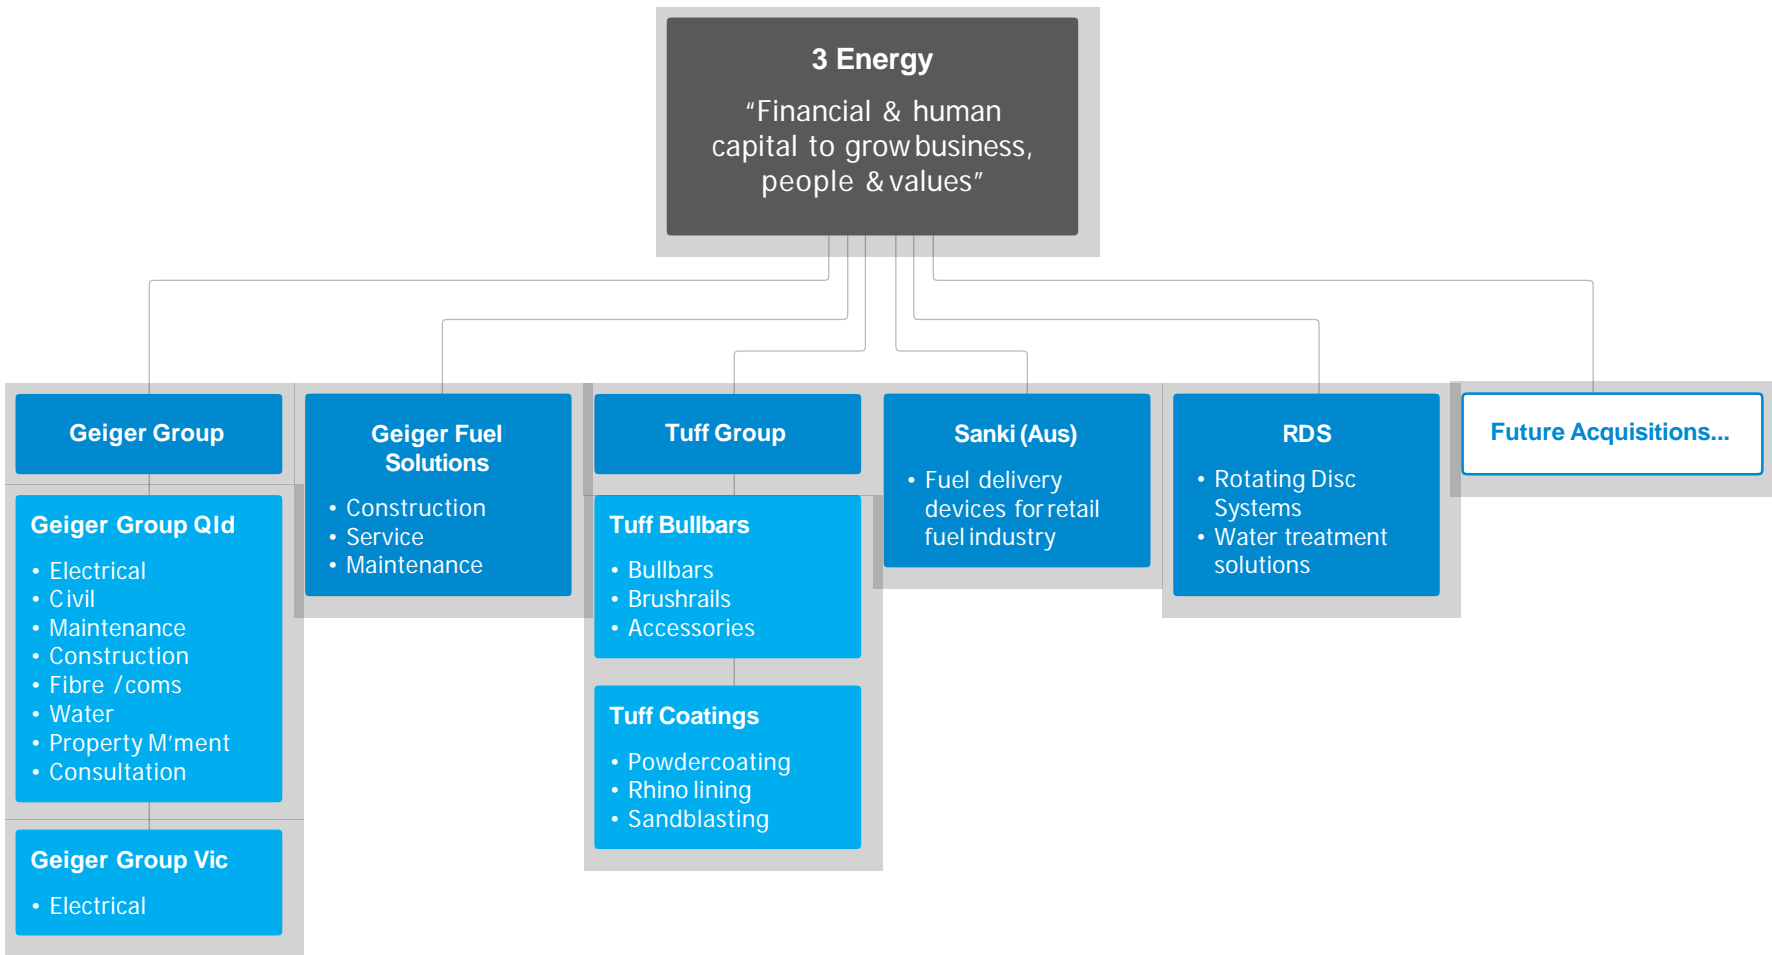 3 Energy
“Financial & human
capital to grow business,
people & values”
Geiger Group
Geiger Group Qld
• Electrical
• Civil
• Maintenance
• Construction
• Fibre /coms
• Water
• Property M’ment
• Consultation
Geiger Group Vic
• Electrical
Geiger Fuel
Solutions
• Construction
• Service
• Maintenance
Tuff Group
Tuff Bullbars
• Bullbars
• Brushrails
• Accessories
Tuff Coatings
• Powdercoating
• Rhino lining
• Sandblasting
Sanki (Aus)
• Fuel delivery
devices for retail
fuel industry
RDS
• Rotating Disc
Systems
• Water treatment
solutions
Future Acquisitions...